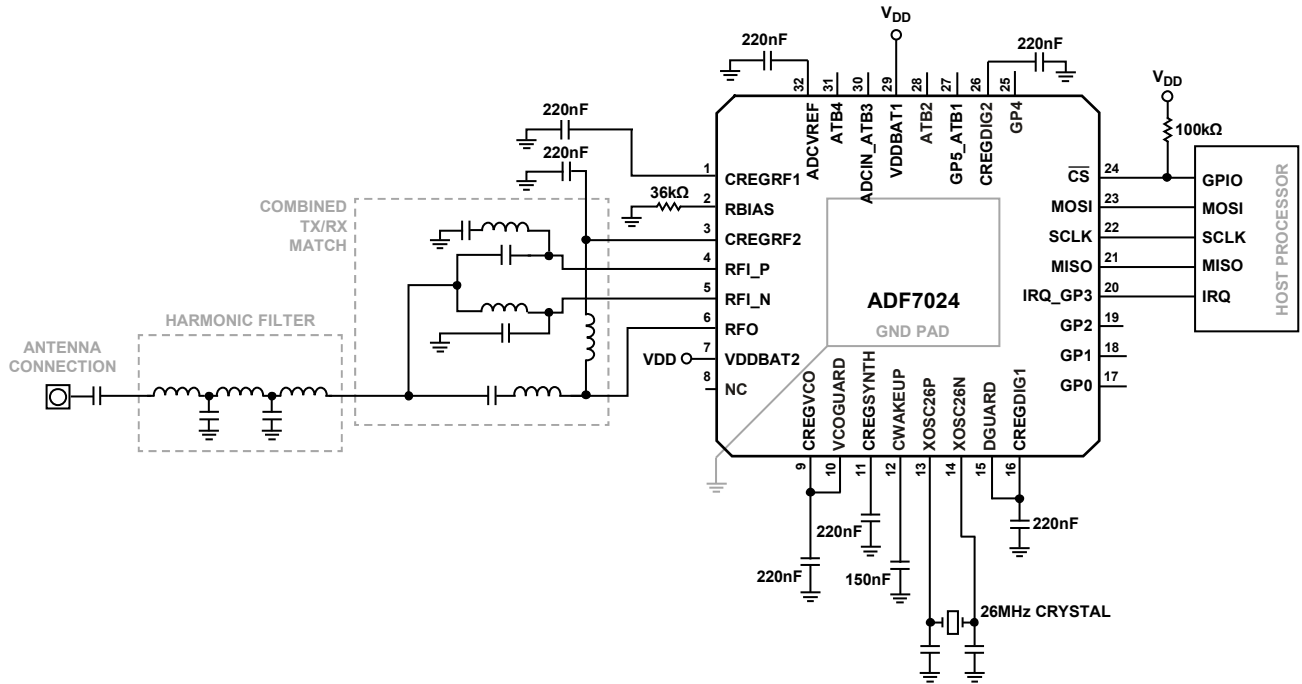 V_DD
220nF
220nF
32
31
30
29
28
27
26
25
ADCVREF
ATB4
ADCIN_ATB3
VDDBAT1
ATB2
GP5_ATB1
CREGDIG2
GP4
V_DD
100kΩ
220nF
220nF
COMBINED
TX/RX
MATCH
36kΩ
1
CREGRF1
2
RBIAS
3
CREGRF2
4
RFI_P
5
RFI_N
6
RFO
VDD
7
VDDBAT2
8
NC
ADF7024
GND PAD
CS
24
MOSI
23
SCLK
22
MISO
21
IRQ_GP3
20
GP2
19
GP1
18
GP0
17
GPIO
MOSI
SCLK
MISO
IRQ
HOST PROCESSOR
HARMONIC FILTER
ANTENNA
CONNECTION
CREGVCO
VCOGUARD
CREGSYNTH
CWAKEUP
XOSC26P
XOSC26N
DGUARD
CREGDIG1
9
10
11
12
13
14
15
16
220nF
220nF
220nF
150nF
26MHz CRYSTAL